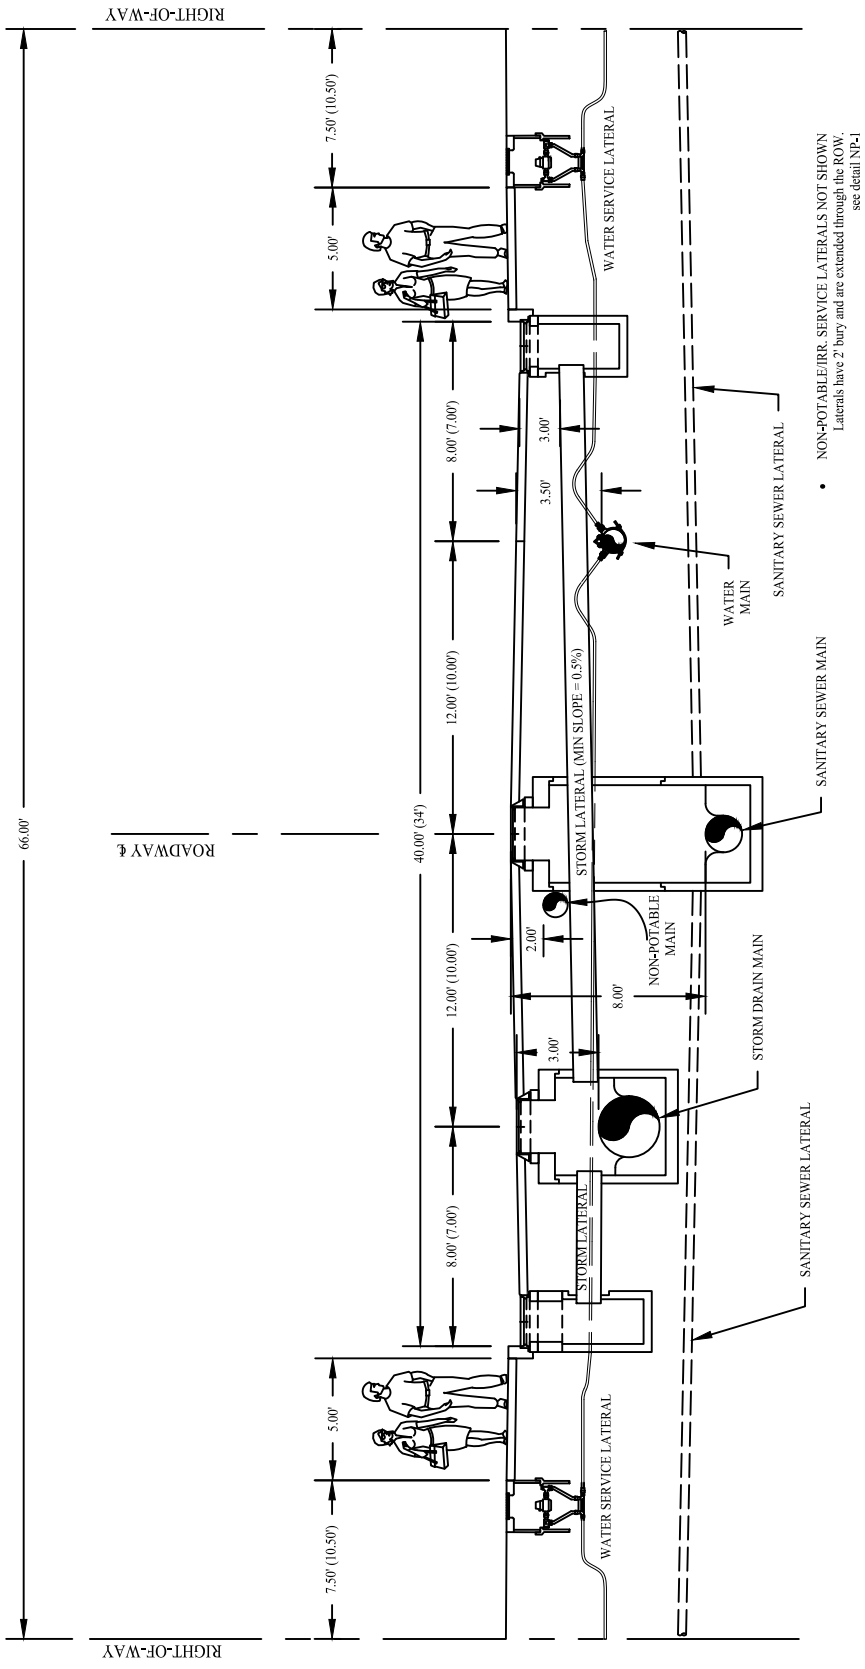 66.00'
RIGHT-OF-WAY
ROADWAY ℄
RIGHT-OF-WAY
7.50' (10.50')
5.00'
5.00'
7.50' (10.50')
40.00' (34')
8.00' (7.00')
12.00' (10.00')
12.00' (10.00')
8.00' (7.00')
3.00'
2.00'
3.50'
3.00'
8.00'
STORM LATERAL
STORM LATERAL (MIN SLOPE = 0.5%)
WATER SERVICE LATERAL
WATER SERVICE LATERAL
NON-POTABLE
MAIN
WATER
MAIN
STORM DRAIN MAIN
SANITARY SEWER LATERAL
SANITARY SEWER MAIN
SANITARY SEWER LATERAL
• NON-POTABLE/IRR. SERVICE LATERALS NOT SHOWN
Laterals have 2' bury and are extended through the ROW.
see detail NP-1